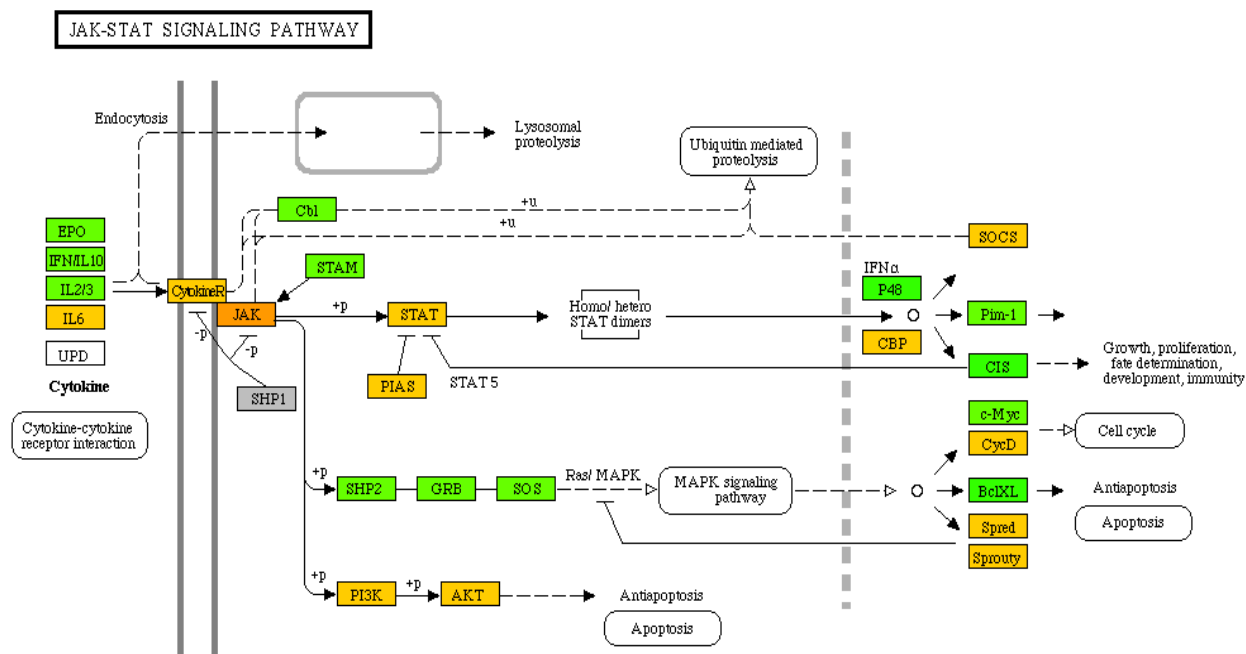 JAK-STAT SIGNALING PATHWAY
Endocytosis
Lysosomal
proteolysis
Ubiquitin mediated
proteolysis
Cbl
+u
+u
EPO
IFN/IL10
IL2/3
IL6
UPD
Cytokine
Cytokine-cytokine
receptor interaction
CytokineR
JAK
STAM
SOCS
IFNα
P48
CBP
+p
STAT
Homo/ hetero
STAT dimers
Pim-1
CIS
Growth, proliferation,
fate determination,
development, immunity
-p
-p
SHP1
PIAS
STAT 5
c-Myc
CycD
Cell cycle
+p
SHP2
GRB
SOS
Ras/ MAPK
MAPK signaling
pathway
BclXL
Antiapoptosis
Apoptosis
Spred
Sprouty
+p
PI3K
+p
AKT
Antiapoptosis
Apoptosis